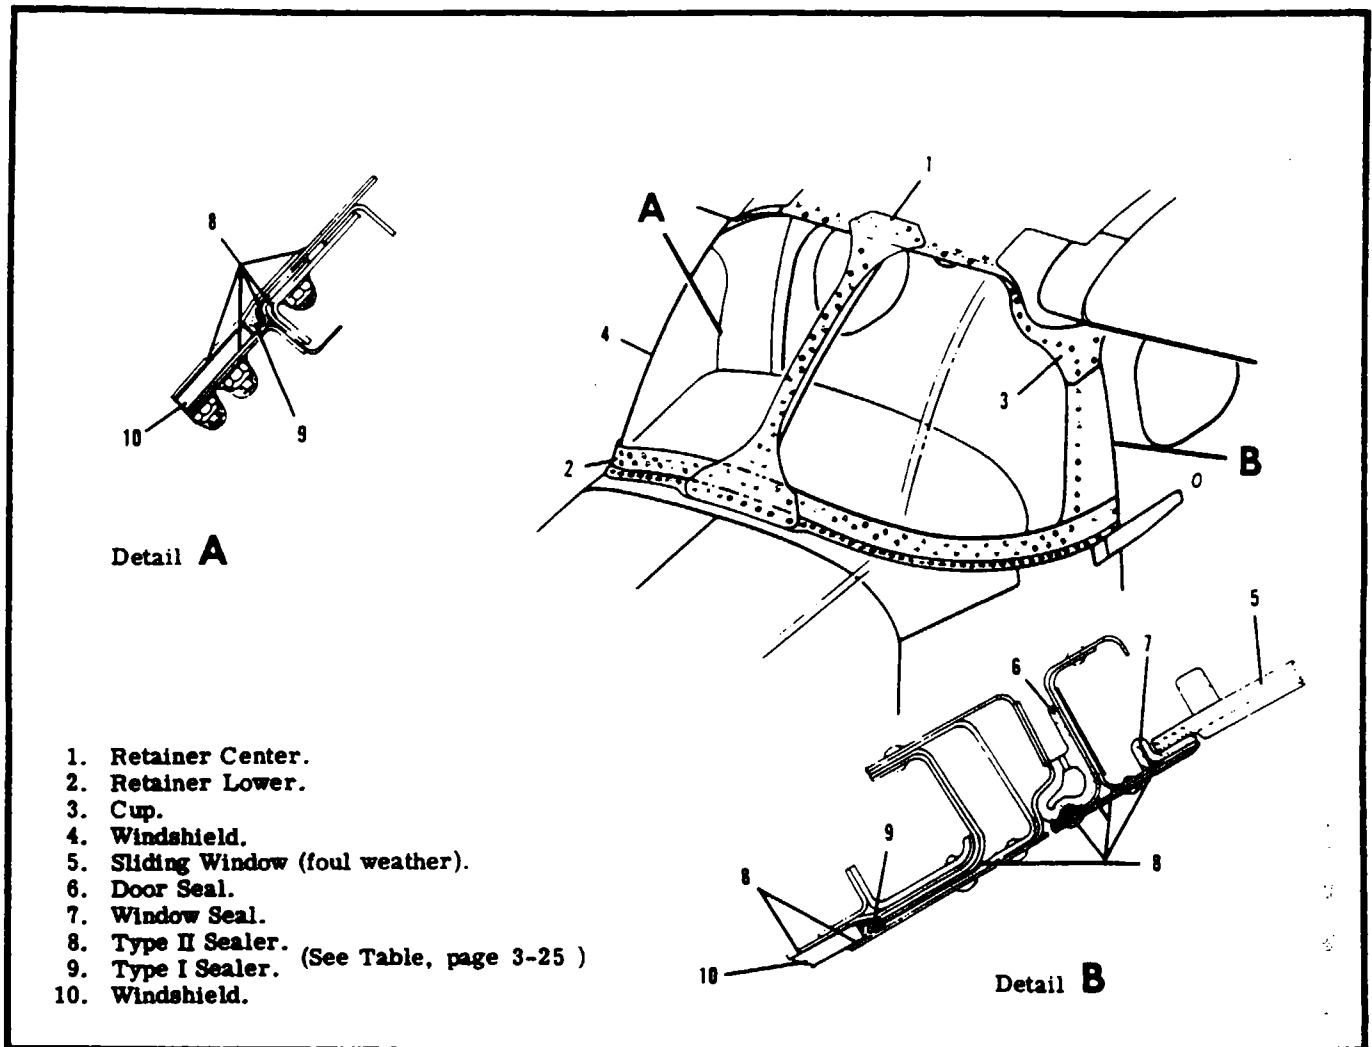 1
A
8
4
3
10
9
2
B
Detail A
5
7
6
1. Retainer Center.
2. Retainer Lower.
3. Cup.
4. Windshield.
5. Sliding Window (foul weather).
6. Door Seal.
7. Window Seal.
8. Type II Sealer.
(See Table, page 3-25 )
9. Type I Sealer.
10. Windshield.
9
8
8
10
Detail B